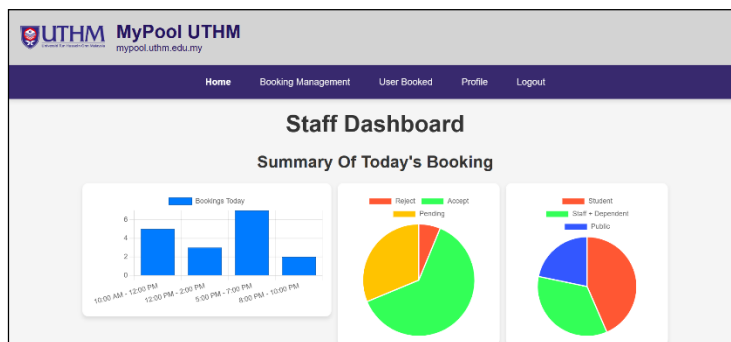 UTHM
MyPool UTHM
Universiti Tun Hussein Onn Malaysia
mypool.uthm.edu.my
Home Booking Management User Booked Profile Logout
Staff Dashboard
Summary Of Today's Booking
Bookings Today
6
4
2
0
10:00 AM - 12:00 PM
12:00 PM - 2:00 PM
5:00 PM - 7:00 PM
8:00 PM - 10:00 PM
Reject Accept
Pending
Student
Staff + Dependent
Public